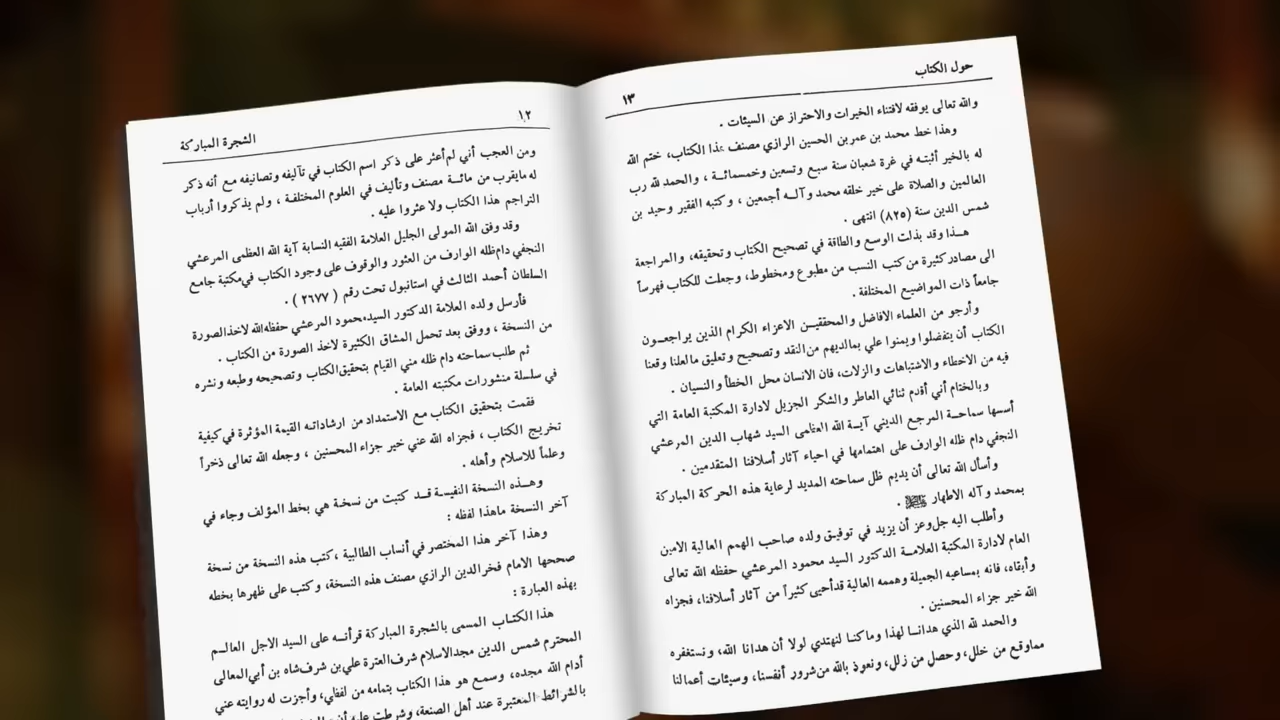 ١٢
الشجرة المباركة
ومن العجب أني لم أعثر على ذكر اسم الكتاب في تآليفه وتصانيفه مع أنه ذكر
له مايقرب من مائة مصنف وتأليف في العلوم المختلفة ، ولم يذكروا أرباب
التراجم هذا الكتاب ولا عثروا عليه .
وقد وفق الله المولى الجليل العلامة الفقيه النسابة آية الله العظمى المرعشي
النجفي دام ظله الوارف من العثور والوقوف على وجود الكتاب في مكتبة جامع
السلطان أحمد الثالث في استانبول تحت رقم ( ٢٦٧٧ ) .
فأرسل ولده العلامة الدكتور السيد محمود المرعشي حفظه الله لاخذ الصورة
من النسخة ، ووفق بعد تحمل المشاق الكثيرة لاخذ الصورة من الكتاب .
ثم طلب سماحته دام ظله مني القيام بتحقيق الكتاب وتصحيحه وطبعه ونشره
في سلسلة منشورات مكتبته العامة .
فقمت بتحقيق الكتاب مع الاستمداد من ارشاداته القيمة المؤثرة في كيفية
تخريج الكتاب ، فجزاه الله عني خير جزاء المحسنين ، وجعله الله تعالى ذخراً
وعلماً للاسلام وأهله .
وهذه النسخة النفيسة قد كتبت من نسخة هي بخط المؤلف وجاء في
آخر النسخة ماهذا لفظه :
وهذا آخر هذا المختصر في أنساب الطالبية ، كتب هذه النسخة من نسخة
صححها الامام فخر الدين الرازي مصنف هذه النسخة، وكتب على ظهرها بخطه
بهذه العبارة :
هذا الكتاب المسمى بالشجرة المباركة قرأته على السيد الاجل العالم
المحترم شمس الدين مجد الاسلام شرف العترة علي بن شرفشاه بن أبي المعالي
أدام الله مجده، وسمع هو هذا الكتاب بتمامه من لفظي، وأجزت له روايته عني
بالشرائط المعتبرة عند أهل الصنعة، وشرطت عليه أن
حول الكتاب
١٣
والله تعالى يوفقه لاقتناء الخيرات والاحتراز عن السيئات .
وهذا خط محمد بن عمر بن الحسين الرازي مصنف هذا الكتاب، ختم الله
له بالخير أثبته في غرة شعبان سنة سبع وتسعين وخمسمائة ، والحمد لله رب
العالمين والصلاة على خير خلقه محمد وآله أجمعين ، وكتبه الفقير وحيد بن
شمس الدين سنة (٨٢٥) انتهى .
هذا وقد بذلت الوسع والطاقة في تصحيح الكتاب وتحقيقه، والمراجعة
الى مصادر كثيرة من كتب النسب من مطبوع ومخطوط، وجعلت للكتاب فهرساً
جامعاً ذات المواضيع المختلفة .
وأرجو من العلماء الافاضل والمحققين الاعزاء الكرام الذين يراجعون
الكتاب أن يتفضلوا ويمنوا علي بمالديهم من النقد وتصحيح وتعليق مالعلنا وقعنا
فيه من الاخطاء والاشتباهات والزلات، فان الانسان محل الخطأ والنسيان .
وبالختام أني أقدم ثنائي العاطر والشكر الجزيل لادارة المكتبة العامة التي
أسسها سماحة المرجع الديني آية الله العظمى السيد شهاب الدين المرعشي
النجفي دام ظله الوارف على اهتمامها في احياء آثار أسلافنا المتقدمين .
وأسأل الله تعالى أن يديم ظل سماحته المديد لرعاية هذه الحركة المباركة
بمحمد وآله الاطهار ﷺ .
وأطلب اليه جل وعز أن يزيد في توفيق ولده صاحب الهمم العالية الامين
العام لادارة المكتبة العلامة الدكتور السيد محمود المرعشي حفظه الله تعالى
وأبقاه، فانه بمساعيه الجميلة وهممه العالية قد أحيى كثيراً من آثار أسلافنا، فجزاه
الله خير جزاء المحسنين .
والحمد لله الذي هدانا لهذا وماكنا لنهتدي لولا أن هدانا الله، ونستغفره
مما وقع من خلل، وحصل من زلل، ونعوذ بالله من شرور أنفسنا، وسيئات أعمالنا